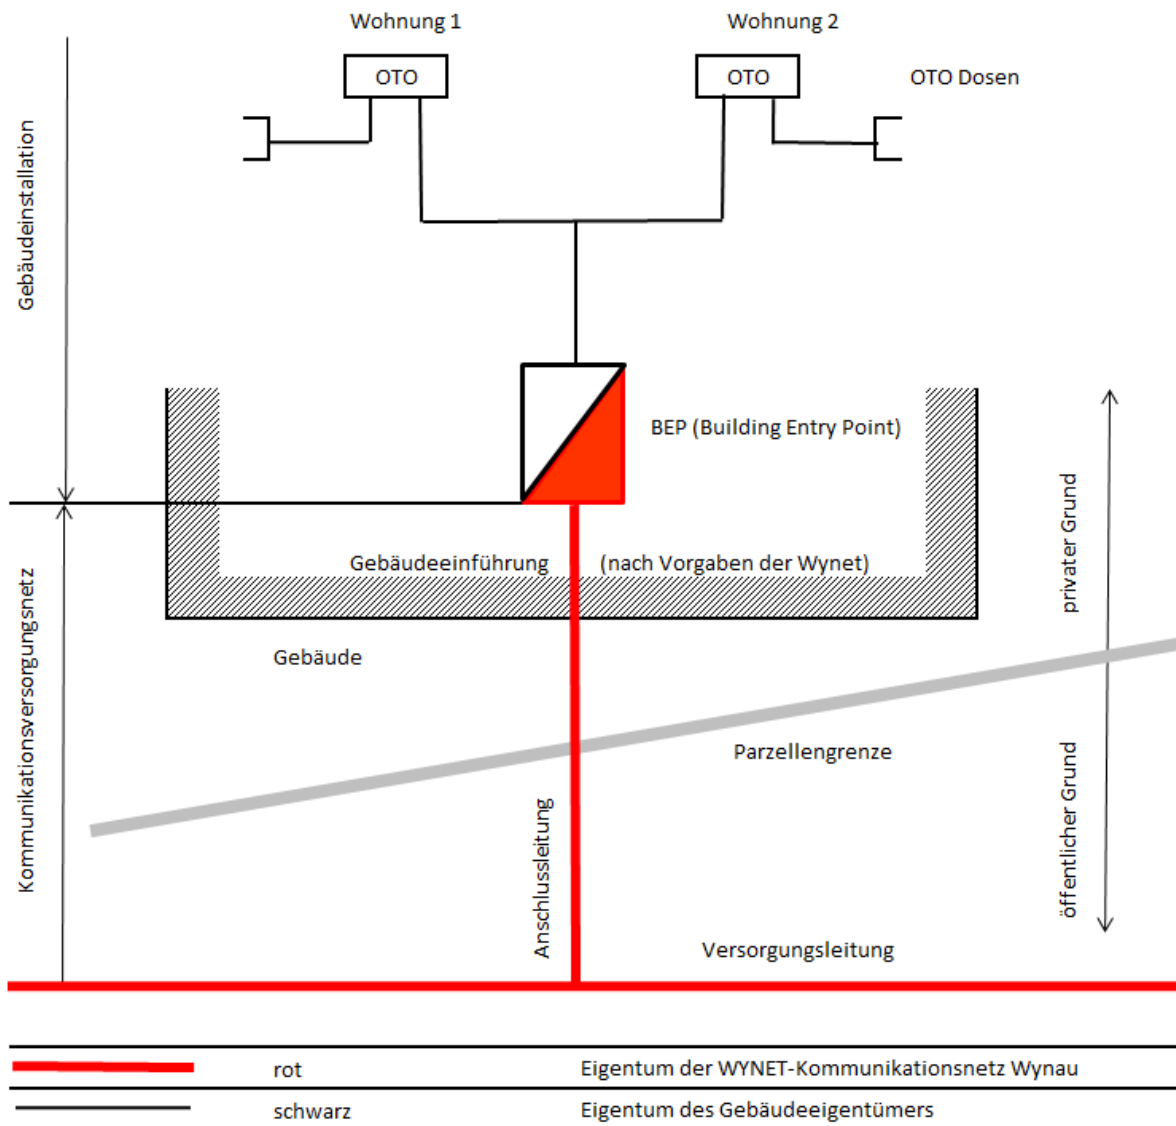 Wohnung 1
Wohnung 2
OTO
OTO
OTO Dosen
Gebäudeinstallation
BEP (Building Entry Point)
privater Grund
Gebäudeeinführung
(nach Vorgaben der Wynet)
Kommunikationsversorgungsnetz
Gebäude
Parzellengrenze
öffentlicher Grund
Anschlussleitung
Versorgungsleitung
rot
Eigentum der WYNET-Kommunikationsnetz Wynau
schwarz
Eigentum des Gebäudeeigentümers